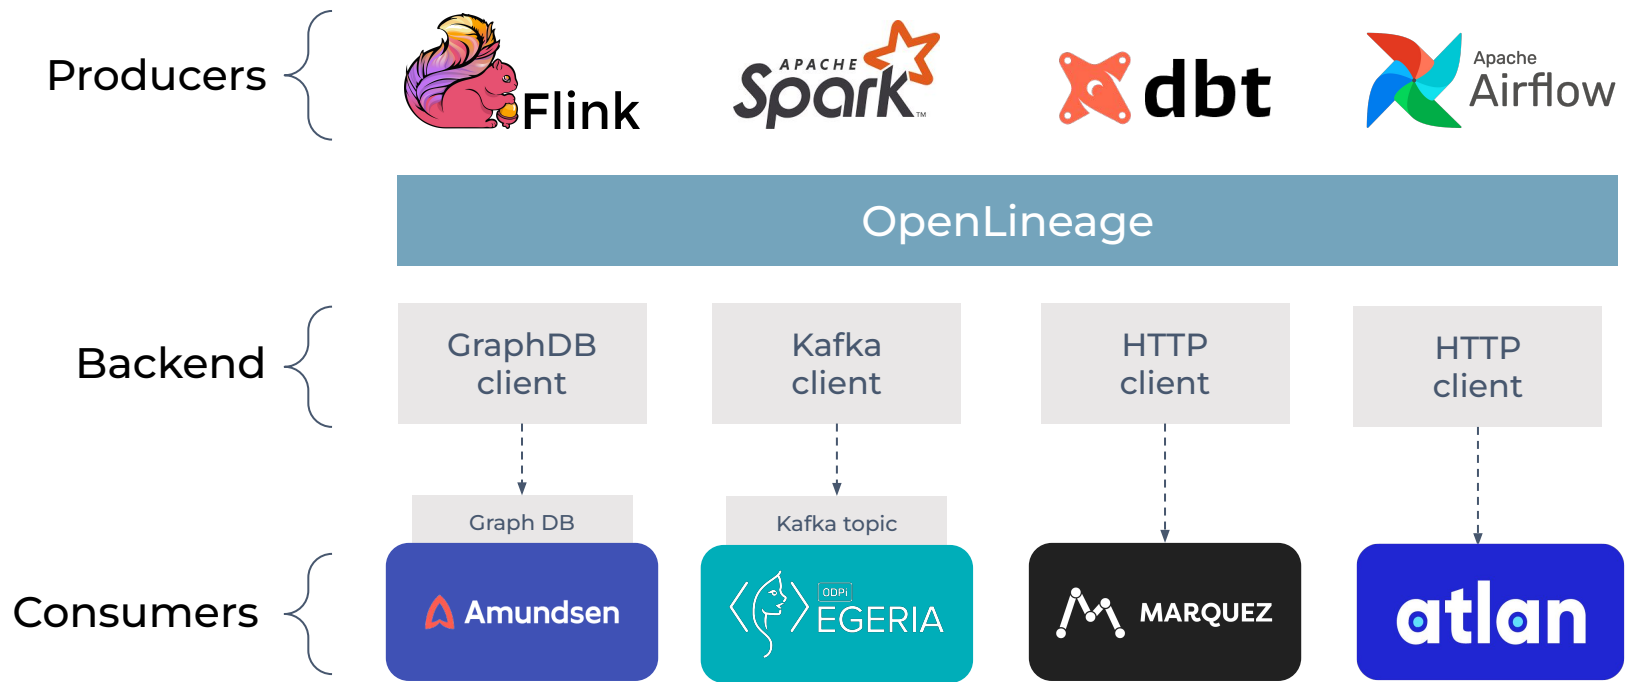 Producers
Flink
APACHE
Spark™
dbt
Apache
Airflow
OpenLineage
Backend
GraphDB
client
Kafka
client
HTTP
client
HTTP
client
Graph DB
Kafka topic
Consumers
Amundsen
ODPi
EGERIA
MARQUEZ
atlan